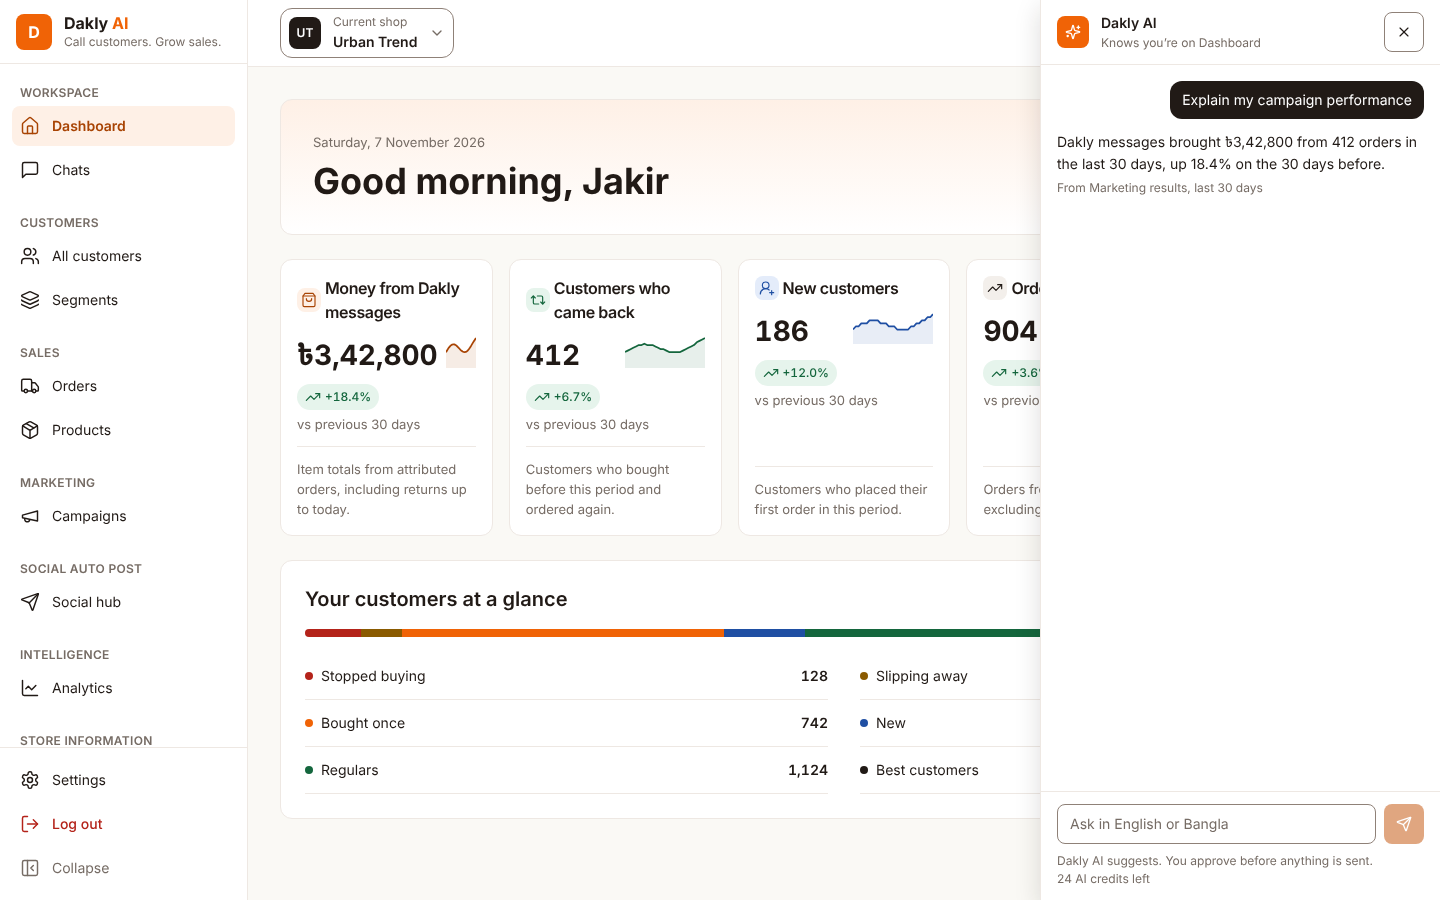 D
Dakly AI
Call customers. Grow sales.
WORKSPACE
Dashboard
Chats
CUSTOMERS
All customers
Segments
SALES
Orders
Products
MARKETING
Campaigns
SOCIAL AUTO POST
Social hub
INTELLIGENCE
Analytics
STORE INFORMATION
Settings
Log out
Collapse
UT
Current shop
Urban Trend
Saturday, 7 November 2026
Good morning, Jakir
Money from Dakly
messages
৳3,42,800
+18.4%
vs previous 30 days
Item totals from attributed
orders, including returns up
to today.
Customers who
came back
412
+6.7%
vs previous 30 days
Customers who bought
before this period and
ordered again.
New customers
186
+12.0%
vs previous 30 days
Customers who placed their
first order in this period.
904
vs
excluding
Your customers at a glance
Stopped buying 128
Slipping away
Bought once 742
New
Regulars 1,124
Best customers
Dakly AI
Knows you're on Dashboard
Explain my campaign performance
Dakly messages brought ৳3,42,800 from 412 orders in
the last 30 days, up 18.4% on the 30 days before.
From Marketing results, last 30 days
Ask in English or Bangla
Dakly AI suggests. You approve before anything is sent.
24 AI credits left